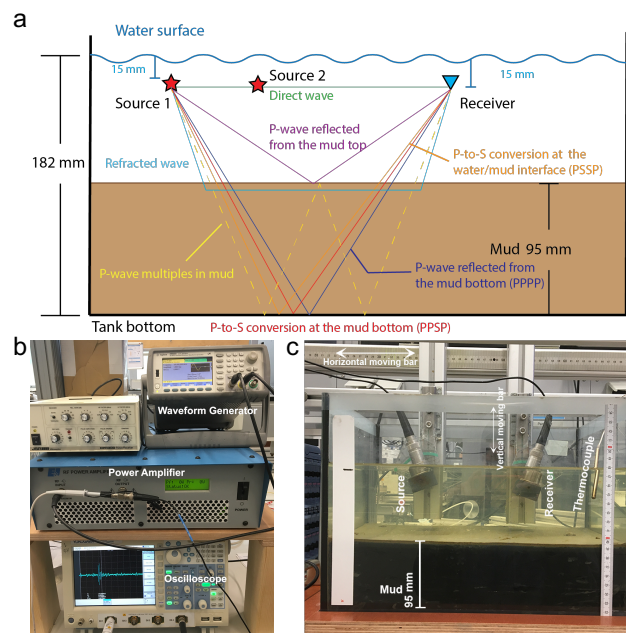 a
Water surface
15 mm
15 mm
Source 2
Source 1
Direct wave
Receiver
P-wave reflected
from the mud top
P-to-S conversion at the
water/mud interface (PSSP)
Refracted wave
182 mm
Mud 95 mm
P-wave multiples in mud
P-wave reflected from
the mud bottom (PPPP)
Tank bottom
P-to-S conversion at the mud bottom (PPSP)
b
Waveform Generator
Power Amplifier
POWER
Oscilloscope
c
Horizontal moving bar
Vertical moving bar
Source
Receiver
Thermocouple
Mud
95 mm